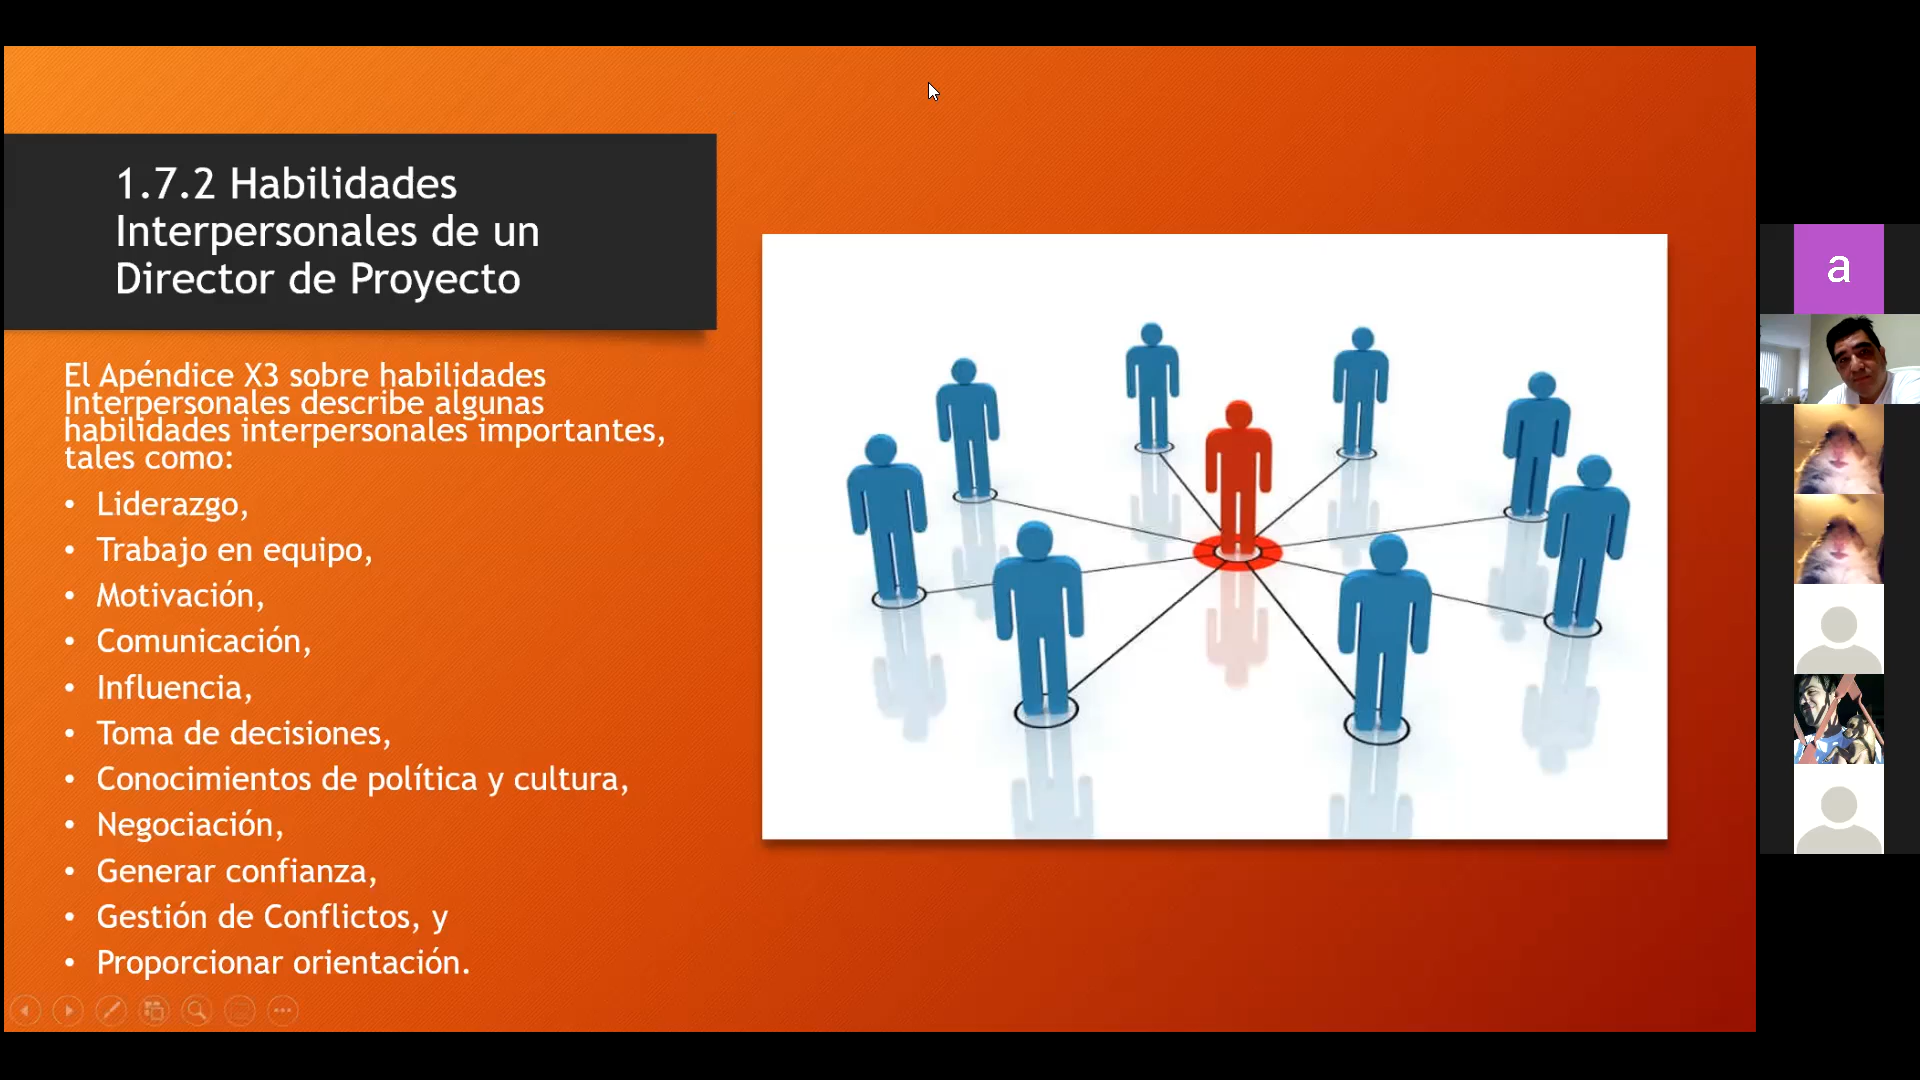 1.7.2 Habilidades
Interpersonales de un
Director de Proyecto
El Apéndice X3 sobre habilidades
Interpersonales describe algunas
habilidades interpersonales importantes,
tales como:
• Liderazgo,
• Trabajo en equipo,
• Motivación,
• Comunicación,
• Influencia,
• Toma de decisiones,
• Conocimientos de política y cultura,
• Negociación,
• Generar confianza,
• Gestión de Conflictos, y
• Proporcionar orientación.
a